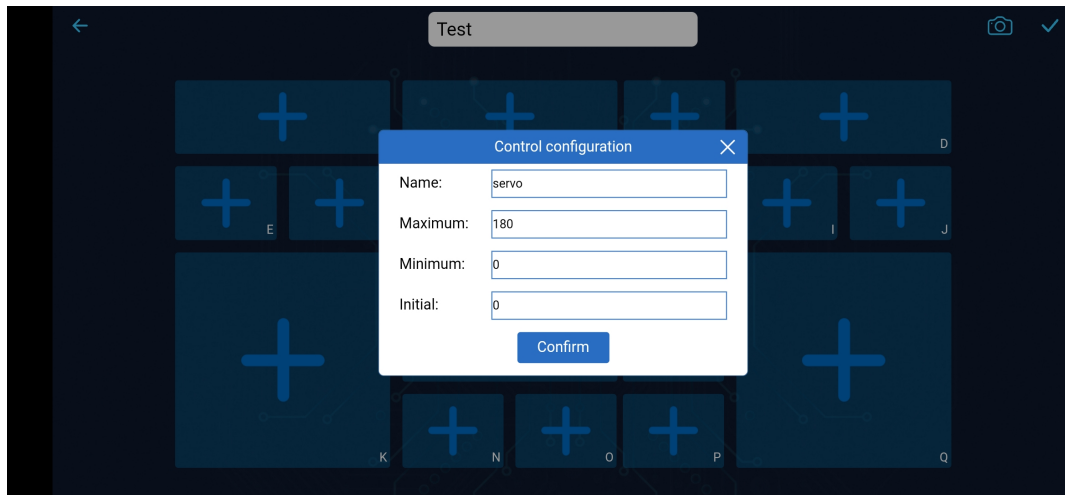 Test
D
Control configuration
Name: servo
Maximum: 180
Minimum: 0
Initial: 0
Confirm
E
I
J
K
N
O
P
Q